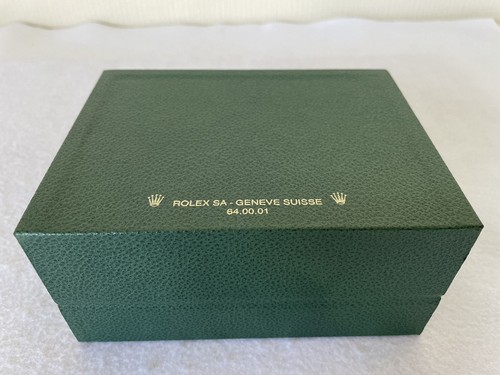 ROLEX SA - GENEVE SUISSE
64.00.01